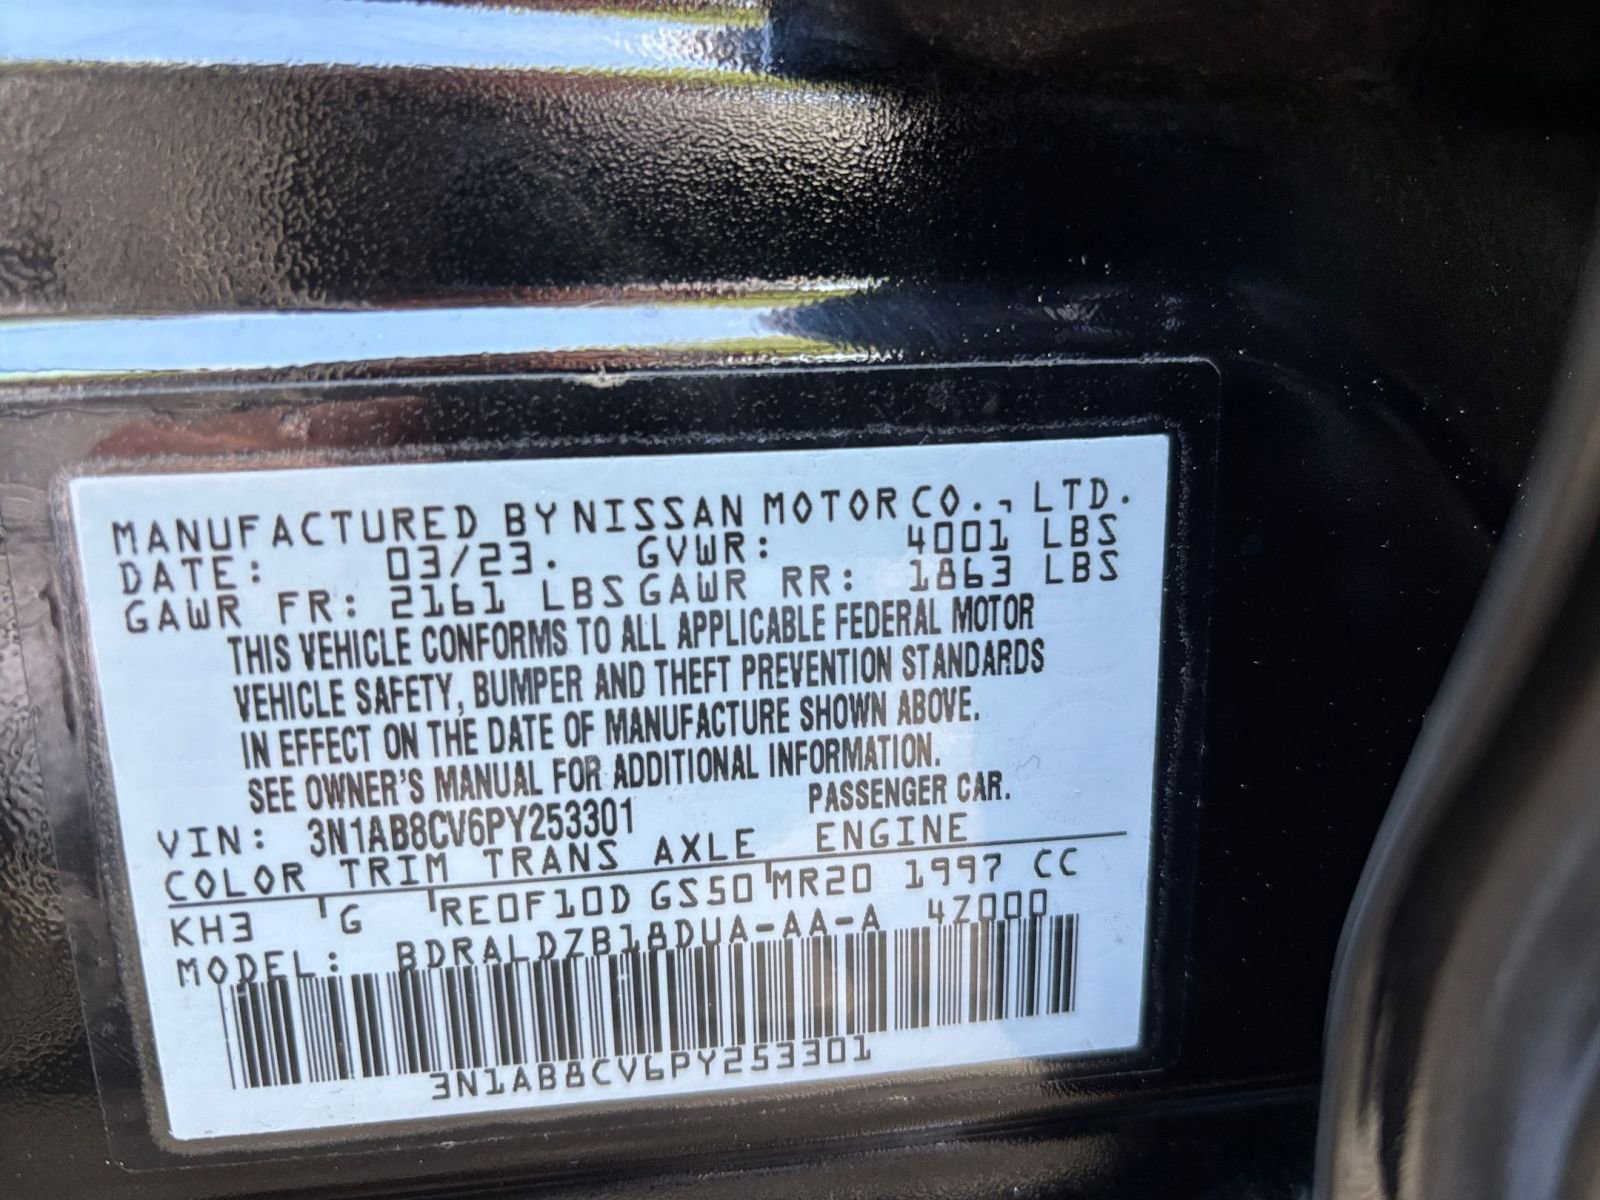 MANUFACTURED BY NISSAN MOTOR CO., LTD.
DATE: 03/23. GVWR: 4001 LBS
GAWR FR: 2161 LBS GAWR RR: 1863 LBS
THIS VEHICLE CONFORMS TO ALL APPLICABLE FEDERAL MOTOR
VEHICLE SAFETY, BUMPER AND THEFT PREVENTION STANDARDS
IN EFFECT ON THE DATE OF MANUFACTURE SHOWN ABOVE.
SEE OWNER'S MANUAL FOR ADDITIONAL INFORMATION.
VIN: 3N1AB8CV6PY253301 PASSENGER CAR.
COLOR TRIM TRANS AXLE ENGINE
KH3 G RE0F10D GS50 MR20 1997 CC
MODEL: BDRALDZB18DUA-AA-A 4Z000
3N1AB8CV6PY253301